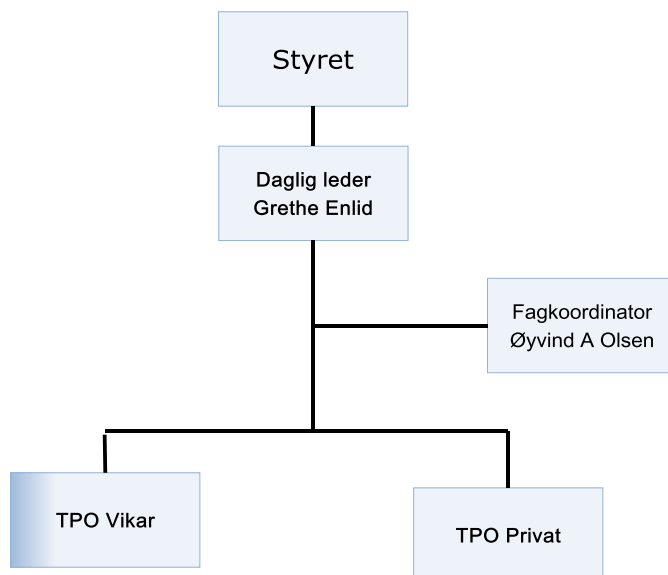 Styret
Daglig leder
Grethe Enlid
Fagkoordinator
Øyvind A Olsen
TPO Vikar
TPO Privat